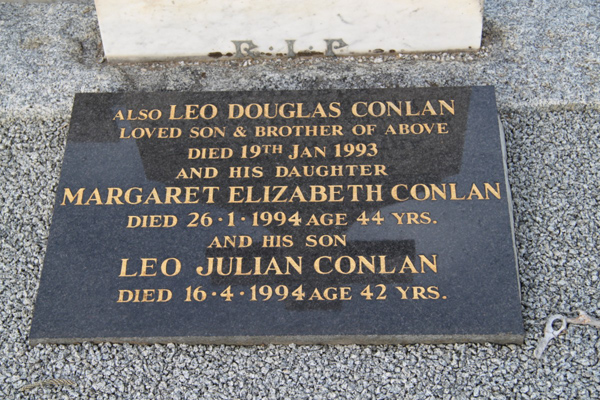 R.I.P.
ALSO LEO DOUGLAS CONLAN
LOVED SON & BROTHER OF ABOVE
DIED 19TH JAN 1993
AND HIS DAUGHTER
MARGARET ELIZABETH CONLAN
DIED 26·1·1994 AGE 44 YRS.
AND HIS SON
LEO JULIAN CONLAN
DIED 16·4·1994 AGE 42 YRS.